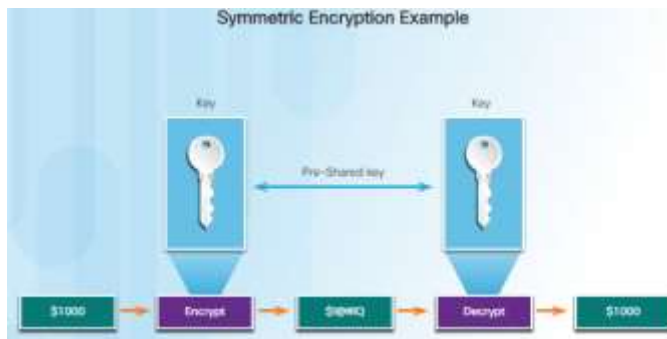 Symmetric Encryption Example
Key
Key
Pre-Shared key
$1000
Encrypt
Decrypt
$1000